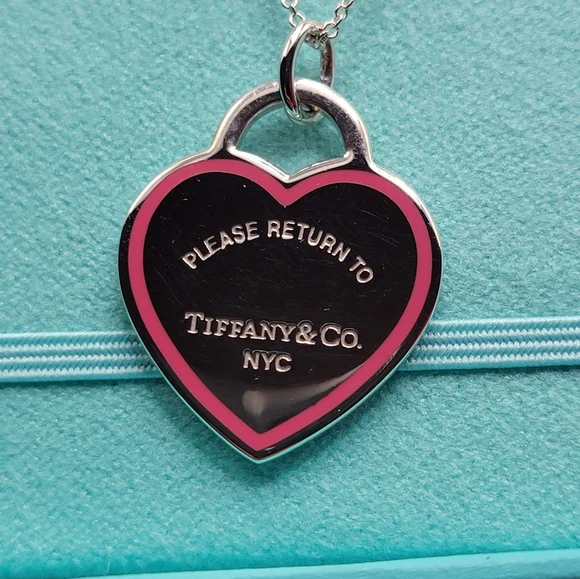 PLEASE RETURN TO
TIFFANY & CO.
NYC